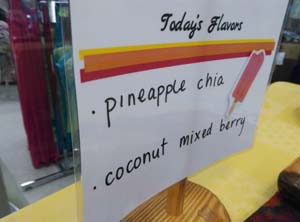 Today's Flavors
. pineapple chia
. coconut mixed berry